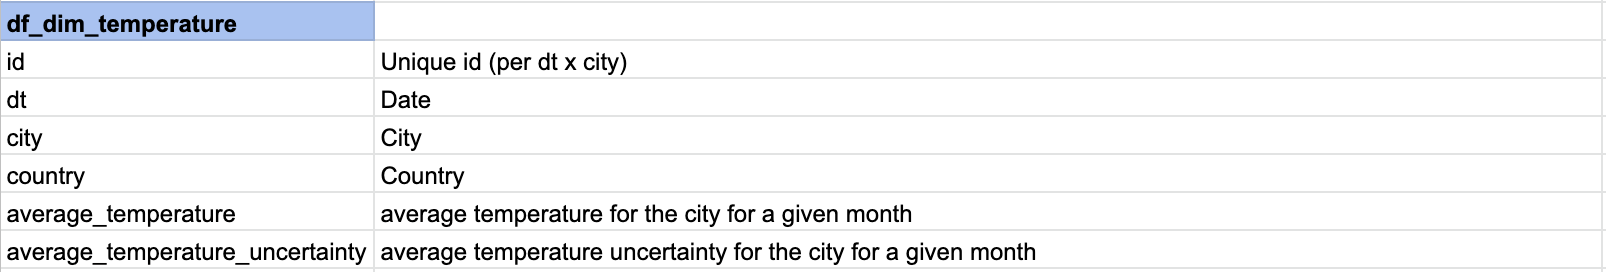 df_dim_temperature
id Unique id (per dt x city)
dt Date
city City
country Country
average_temperature average temperature for the city for a given month
average_temperature_uncertainty average temperature uncertainty for the city for a given month